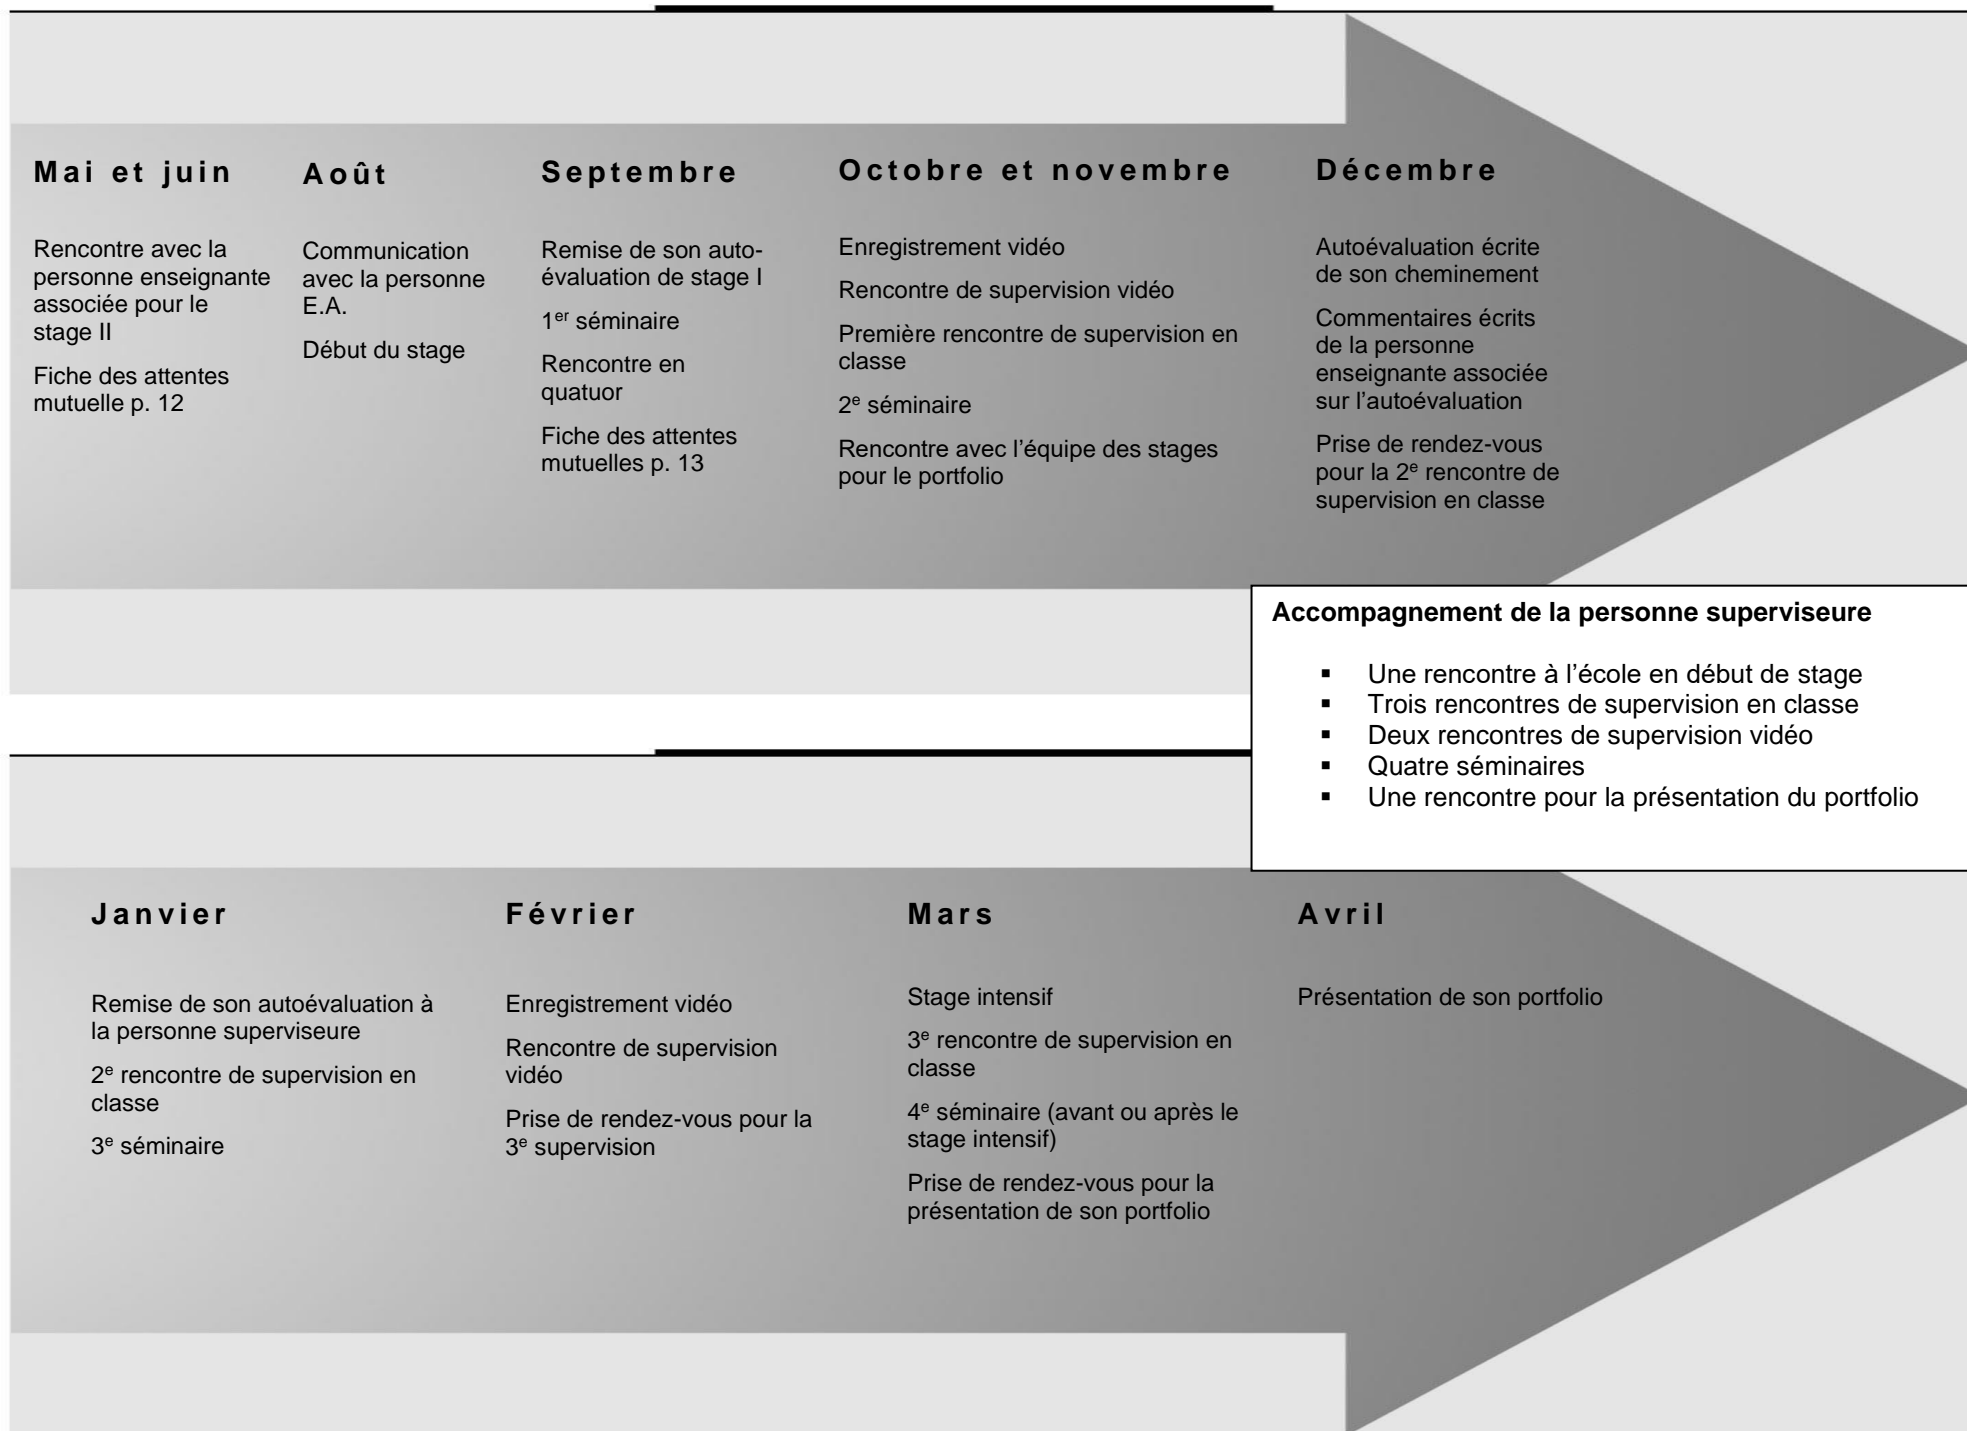 Mai et juin
Rencontre avec la
personne enseignante
associée pour le
stage II
Fiche des attentes
mutuelle p. 12
Août
Communication
avec la personne
E.A.
Début du stage
Septembre
Remise de son auto-
évaluation de stage I
1er séminaire
Rencontre en
quatuor
Fiche des attentes
mutuelles p. 13
Octobre et novembre
Enregistrement vidéo
Rencontre de supervision vidéo
Première rencontre de supervision en
classe
2e séminaire
Rencontre avec l’équipe des stages
pour le portfolio
Décembre
Autoévaluation écrite
de son cheminement
Commentaires écrits
de la personne
enseignante associée
sur l’autoévaluation
Prise de rendez-vous
pour la 2e rencontre de
supervision en classe
Accompagnement de la personne superviseure
▪ Une rencontre à l’école en début de stage
▪ Trois rencontres de supervision en classe
▪ Deux rencontres de supervision vidéo
▪ Quatre séminaires
▪ Une rencontre pour la présentation du portfolio
Janvier
Remise de son autoévaluation à
la personne superviseure
2e rencontre de supervision en
classe
3e séminaire
Février
Enregistrement vidéo
Rencontre de supervision
vidéo
Prise de rendez-vous pour la
3e supervision
Mars
Stage intensif
3e rencontre de supervision en
classe
4e séminaire (avant ou après le
stage intensif)
Prise de rendez-vous pour la
présentation de son portfolio
Avril
Présentation de son portfolio